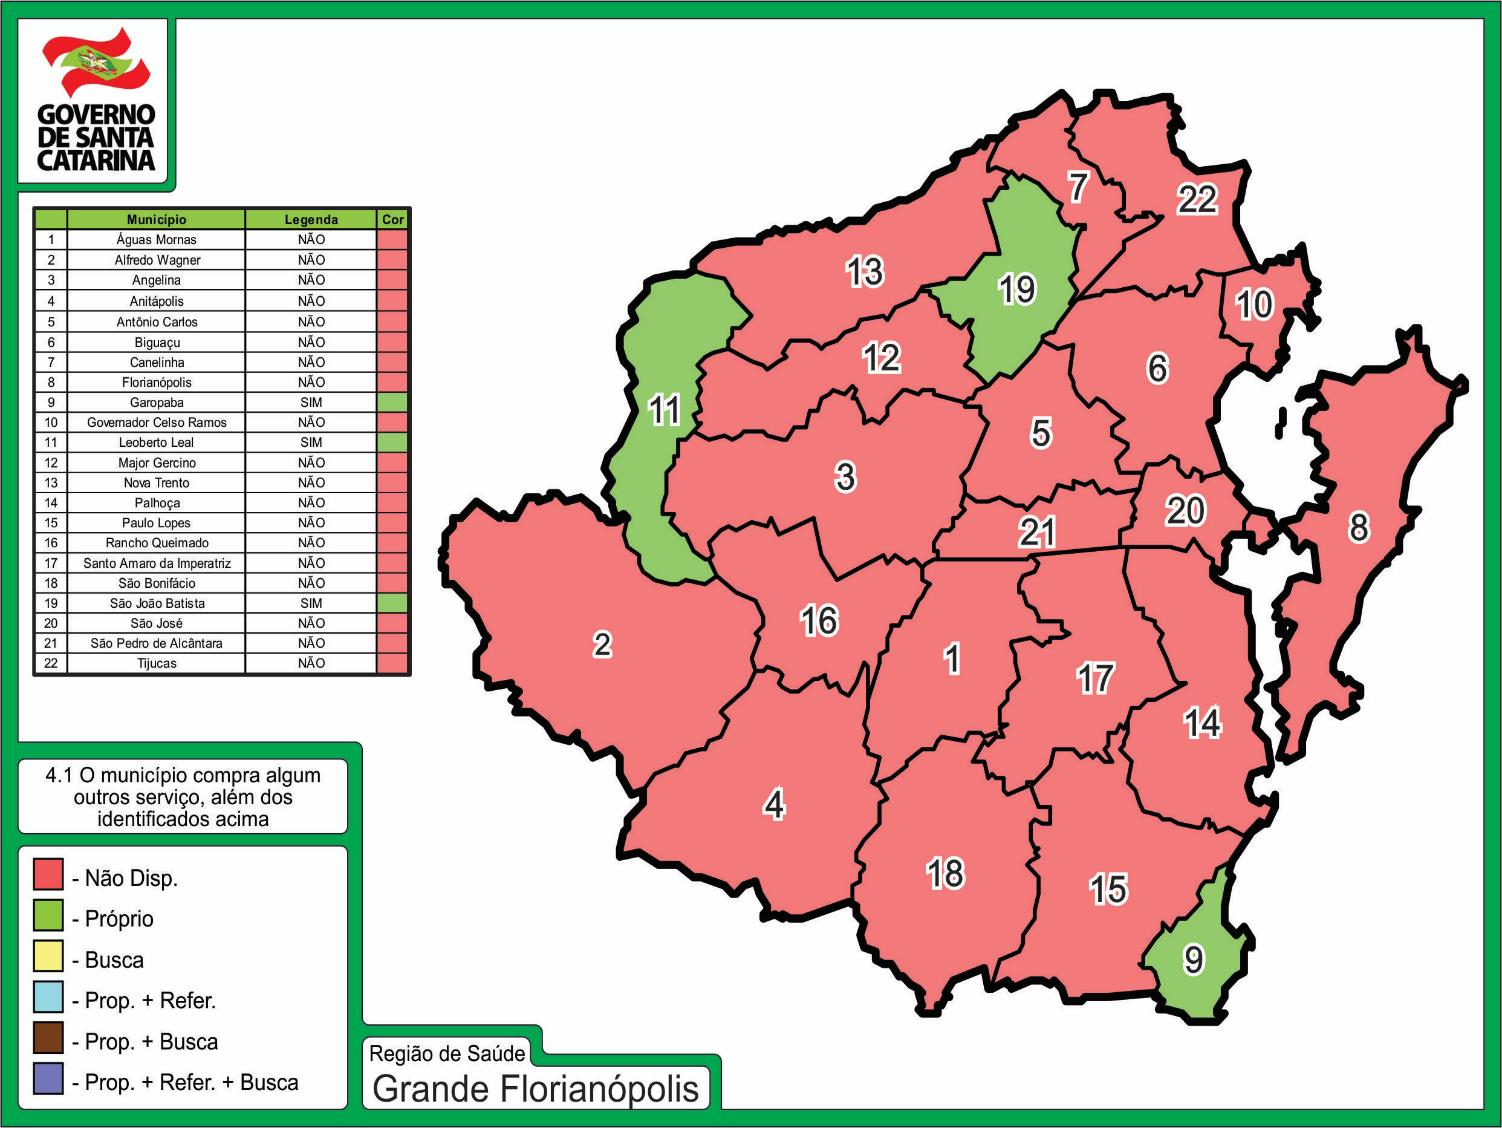 GOVERNO
DE SANTA
CATARINA
Município Legenda Cor
1 Águas Mornas NÃO
2 Alfredo Wagner NÃO
3 Angelina NÃO
4 Anitápolis NÃO
5 Antônio Carlos NÃO
6 Biguaçu NÃO
7 Canelinha NÃO
8 Florianópolis NÃO
9 Garopaba SIM
10 Governador Celso Ramos NÃO
11 Leoberto Leal SIM
12 Major Gercino NÃO
13 Nova Trento NÃO
14 Palhoça NÃO
15 Paulo Lopes NÃO
16 Rancho Queimado NÃO
17 Santo Amaro da Imperatriz NÃO
18 São Bonifácio NÃO
19 São João Batista SIM
20 São José NÃO
21 São Pedro de Alcântara NÃO
22 Tijucas NÃO
7
22
13
19
10
12
6
11
5
3
20
21
8
16
2
1
17
14
4
18
15
9
4.1 O município compra algum
outros serviço, além dos
identificados acima
- Não Disp.
- Próprio
- Busca
- Prop. + Refer.
- Prop. + Busca
- Prop. + Refer. + Busca
Região de Saúde
Grande Florianópolis